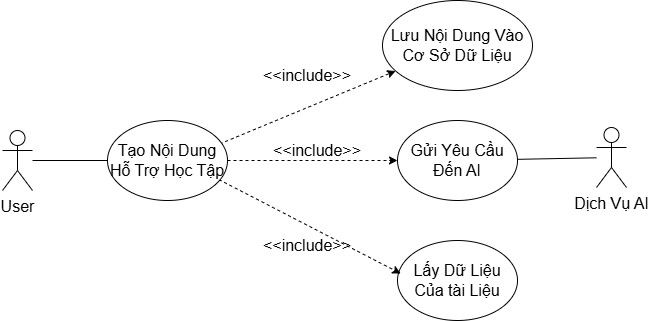 Lưu Nội Dung Vào
Cơ Sở Dữ Liệu
<<include>>
Tạo Nội Dung
Hỗ Trợ Học Tập
<<include>>
Gửi Yêu Cầu
Đến AI
User
Dịch Vụ AI
<<include>>
Lấy Dữ Liệu
Của tài Liệu